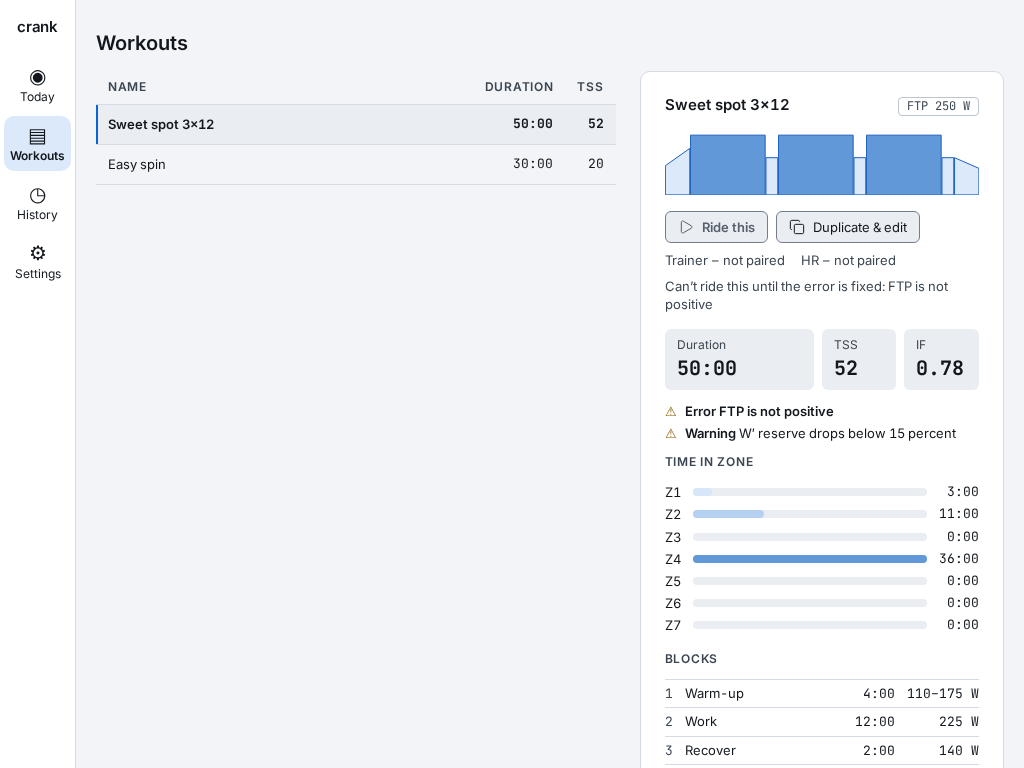 crank
Today
Workouts
History
Settings
Workouts
NAME DURATION TSS
Sweet spot 3×12 50:00 52
Easy spin 30:00 20
Sweet spot 3×12 FTP 250 W
Ride this Duplicate & edit
Trainer – not paired HR – not paired
Can’t ride this until the error is fixed: FTP is not
positive
Duration TSS IF
50:00 52 0.78
⚠ Error FTP is not positive
⚠ Warning W′ reserve drops below 15 percent
TIME IN ZONE
Z1 3:00
Z2 11:00
Z3 0:00
Z4 36:00
Z5 0:00
Z6 0:00
Z7 0:00
BLOCKS
1 Warm-up 4:00 110–175 W
2 Work 12:00 225 W
3 Recover 2:00 140 W